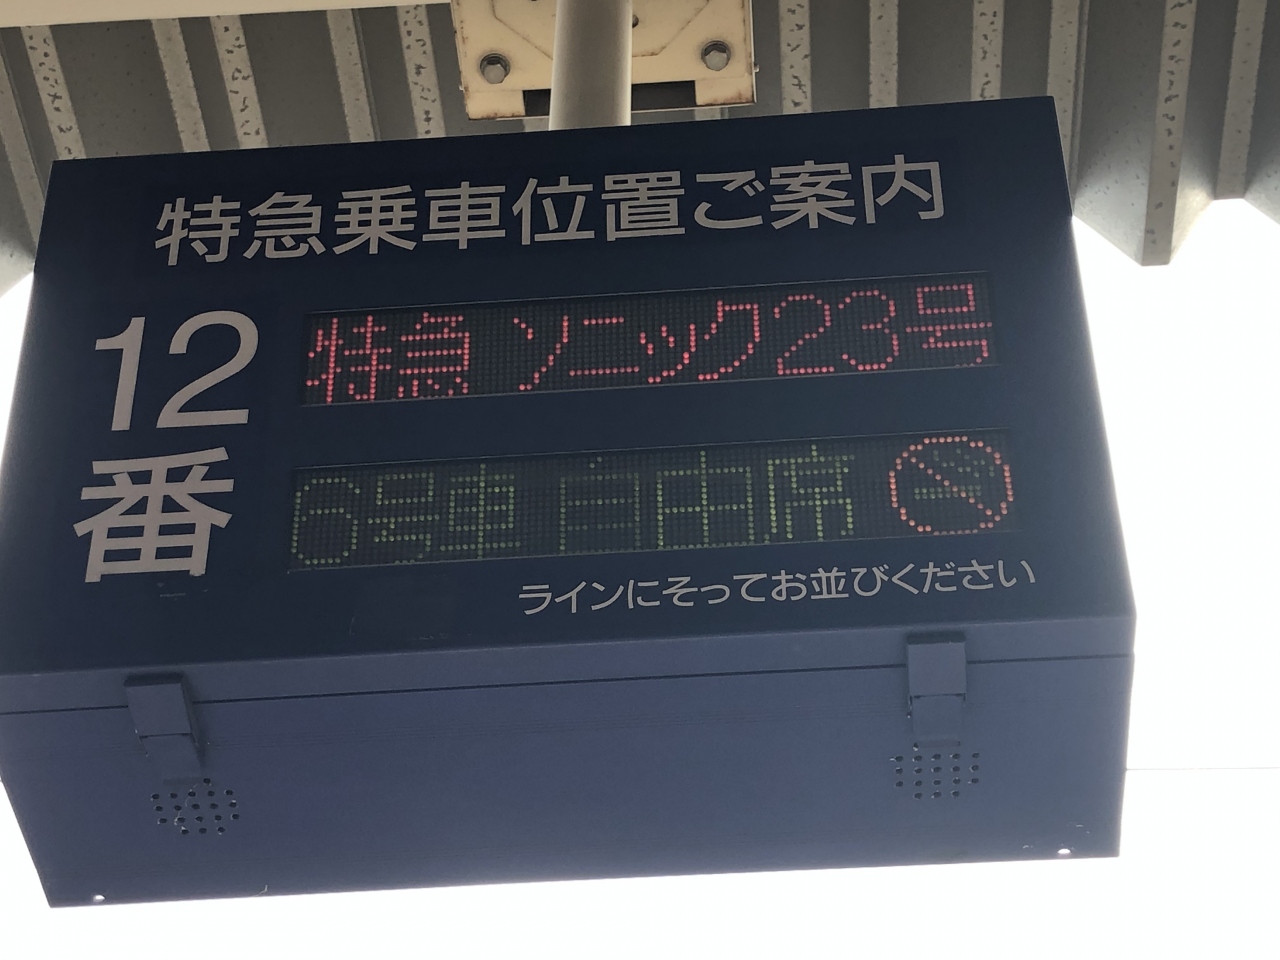 特急乗車位置ご案内
12番
特急 ソニック23号
6号車 自由席
ラインにそってお並びください